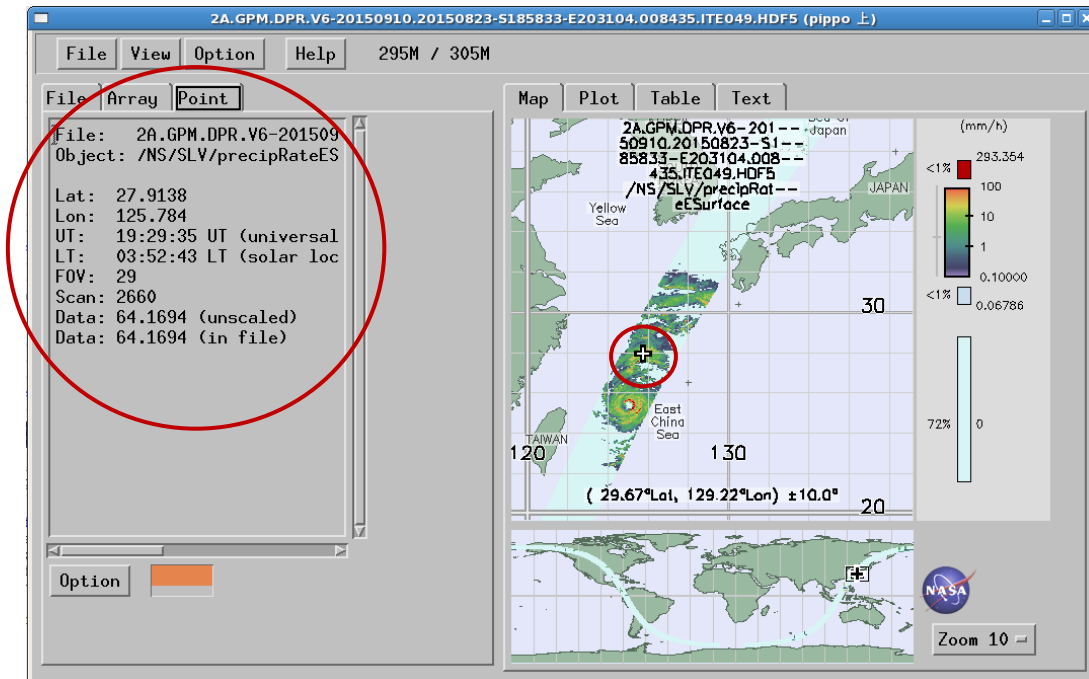 2A.GPM.DPR.V6-20150910.20150823-S185833-E203104.008435.ITE049.HDF5 (pippo 上)
File View Option Help 295M / 305M
File Array Point
File: 2A.GPM.DPR.V6-201509
Object: /NS/SLV/precipRateES
Lat: 27.9138
Lon: 125.784
UT: 19:29:35 UT (universal
LT: 03:52:43 LT (solar loc
FOV: 29
Scan: 2660
Data: 64.1694 (unscaled)
Data: 64.1694 (in file)
Option
Map Plot Table Text
2A.GPM.DPR.V6-201--
50910.20150823-S1--
85833-E203104.008--
435.ITE049.HDF5
/NS/SLV/precipRat--
eESurface
Sea of
Japan
JAPAN
Yellow
Sea
30
East
China
Sea
TAIWAN
120
130
( 29.67°Lat, 129.22°Lon) ±10.0°
20
(mm/h)
<1% 293.354
100
10
1
0.10000
<1% 0.06786
72% 0
NASA
Zoom 10